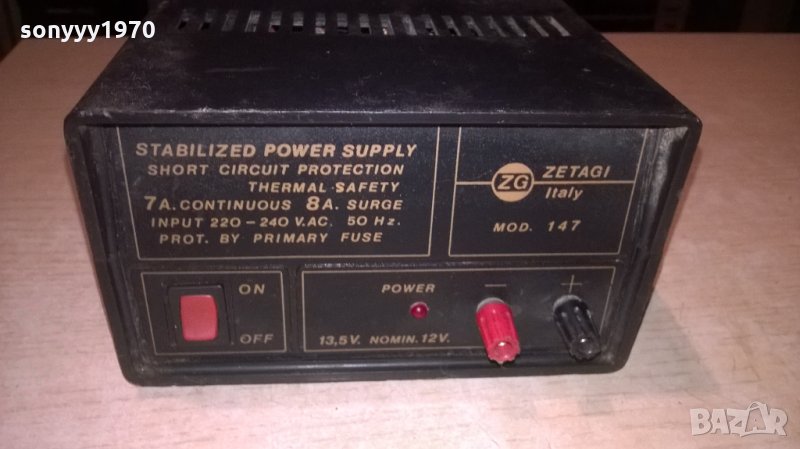 sonyyy1970
STABILIZED POWER SUPPLY
SHORT CIRCUIT PROTECTION
THERMAL SAFETY
7A. CONTINUOUS 8A. SURGE
INPUT 220-240 V.AC. 50 Hz.
PROT. BY PRIMARY FUSE
ZG
ZETAGI
Italy
MOD. 147
ON
OFF
POWER
- +
13,5V. NOMIN. 12V.
BAZAR